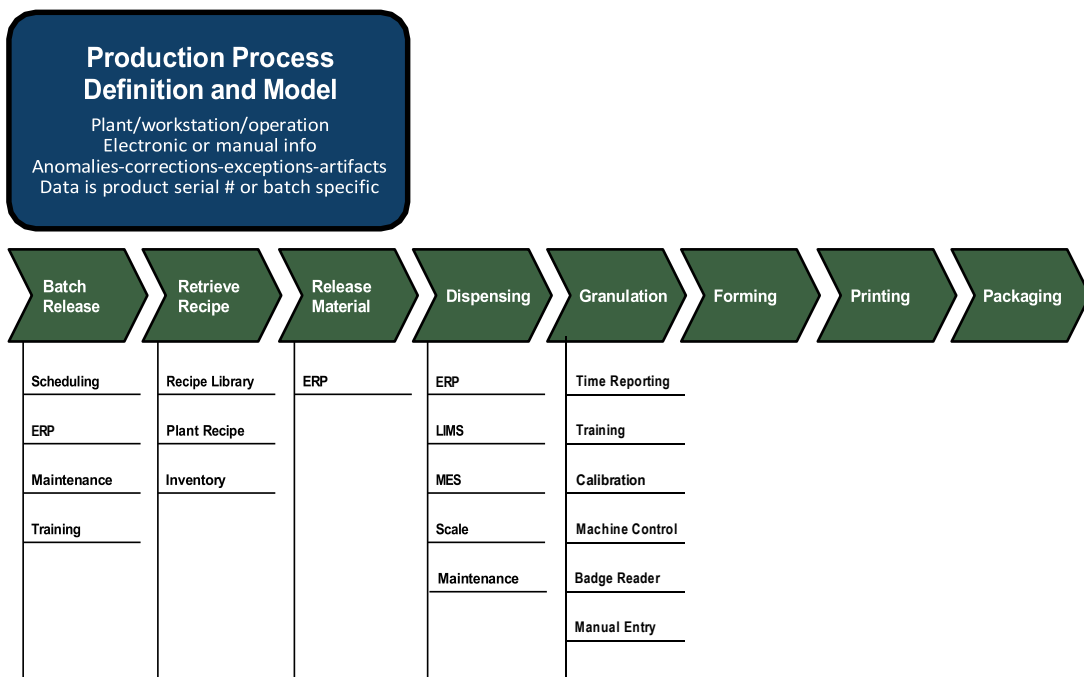 Production Process
Definition and Model
Plant/workstation/operation
Electronic or manual info
Anomalies-corrections-exceptions-artifacts
Data is product serial # or batch specific
Batch
Release
Retrieve
Recipe
Release
Material
Dispensing
Granulation
Forming
Printing
Packaging
Scheduling
ERP
Maintenance
Training
Recipe Library
Plant Recipe
Inventory
ERP
ERP
LIMS
MES
Scale
Maintenance
Time Reporting
Training
Calibration
Machine Control
Badge Reader
Manual Entry